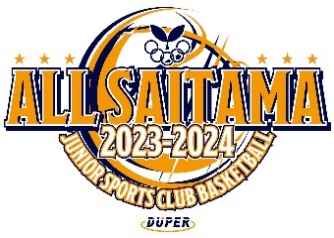 ALL SAITAMA
2023-2024
JUNIOR SPORTS CLUB BASKETBALL
DUPER